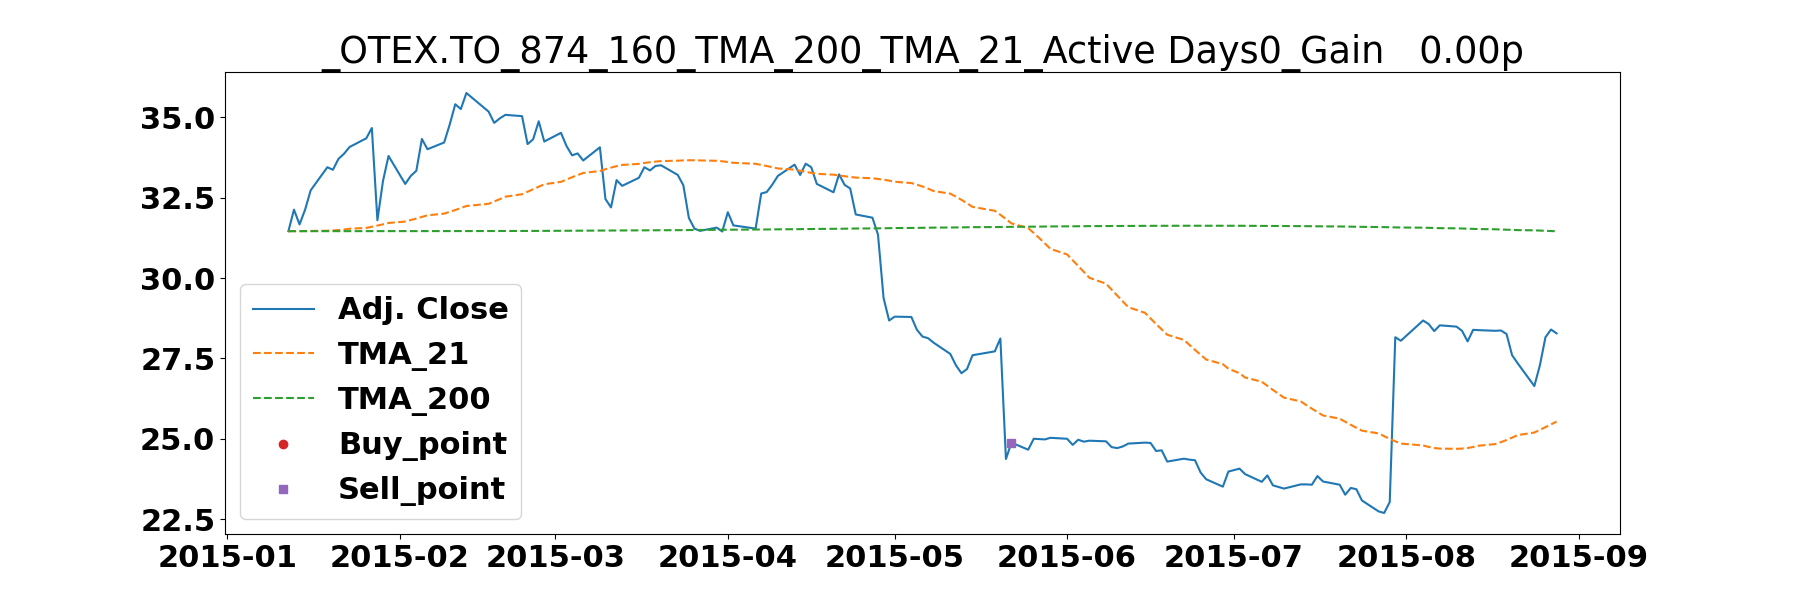 _OTEX.TO_874_160_TMA_200_TMA_21_Active Days0_Gain   0.00p
35.0
32.5
30.0
27.5
25.0
22.5
Adj. Close
TMA_21
TMA_200
Buy_point
Sell_point
2015-01 2015-02 2015-03 2015-04 2015-05 2015-06 2015-07 2015-08 2015-09